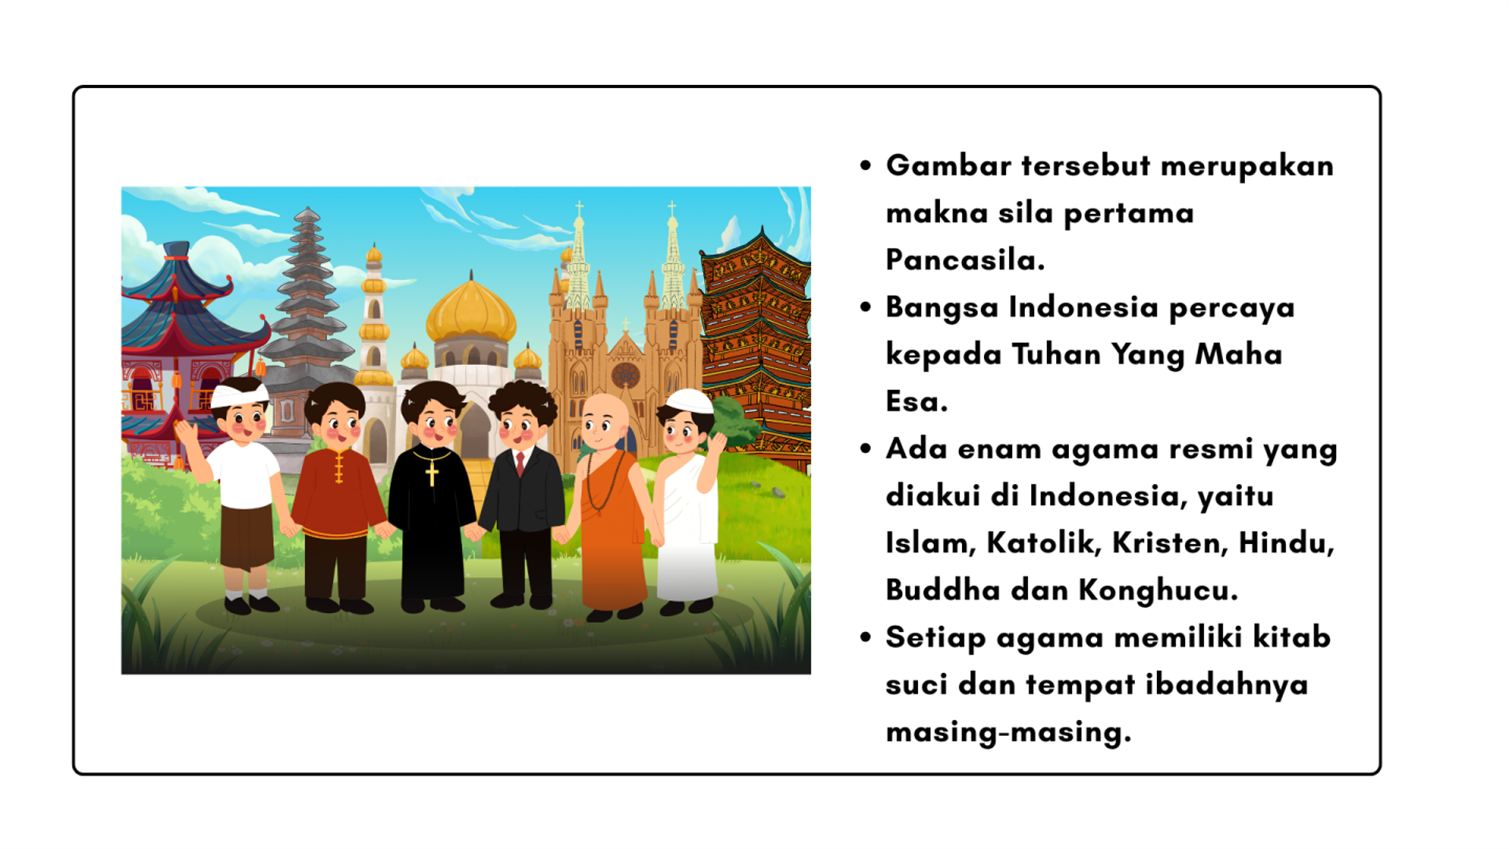 • Gambar tersebut merupakan
makna sila pertama
Pancasila.
• Bangsa Indonesia percaya
kepada Tuhan Yang Maha
Esa.
• Ada enam agama resmi yang
diakui di Indonesia, yaitu
Islam, Katolik, Kristen, Hindu,
Buddha dan Konghucu.
• Setiap agama memiliki kitab
suci dan tempat ibadahnya
masing-masing.